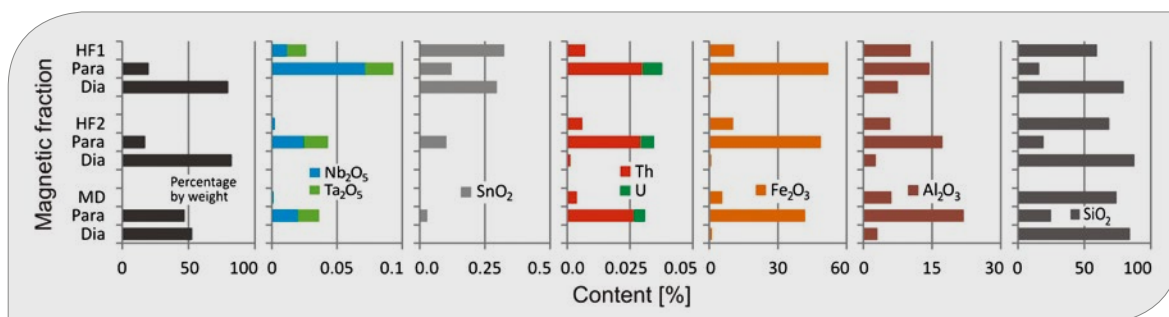 Magnetic fraction
HF1
Para
Dia
HF2
Para
Dia
MD
Para
Dia
Percentage
by weight
Nb₂O₅
Ta₂O₅
SnO₂
Th
U
Fe₂O₃
Al₂O₃
SiO₂
0 50 100 0 0.05 0.1 0.0 0.25 0.5 0.0 0.025 0.05 0 30 60 0 15 30 0 50 100
Content [%]